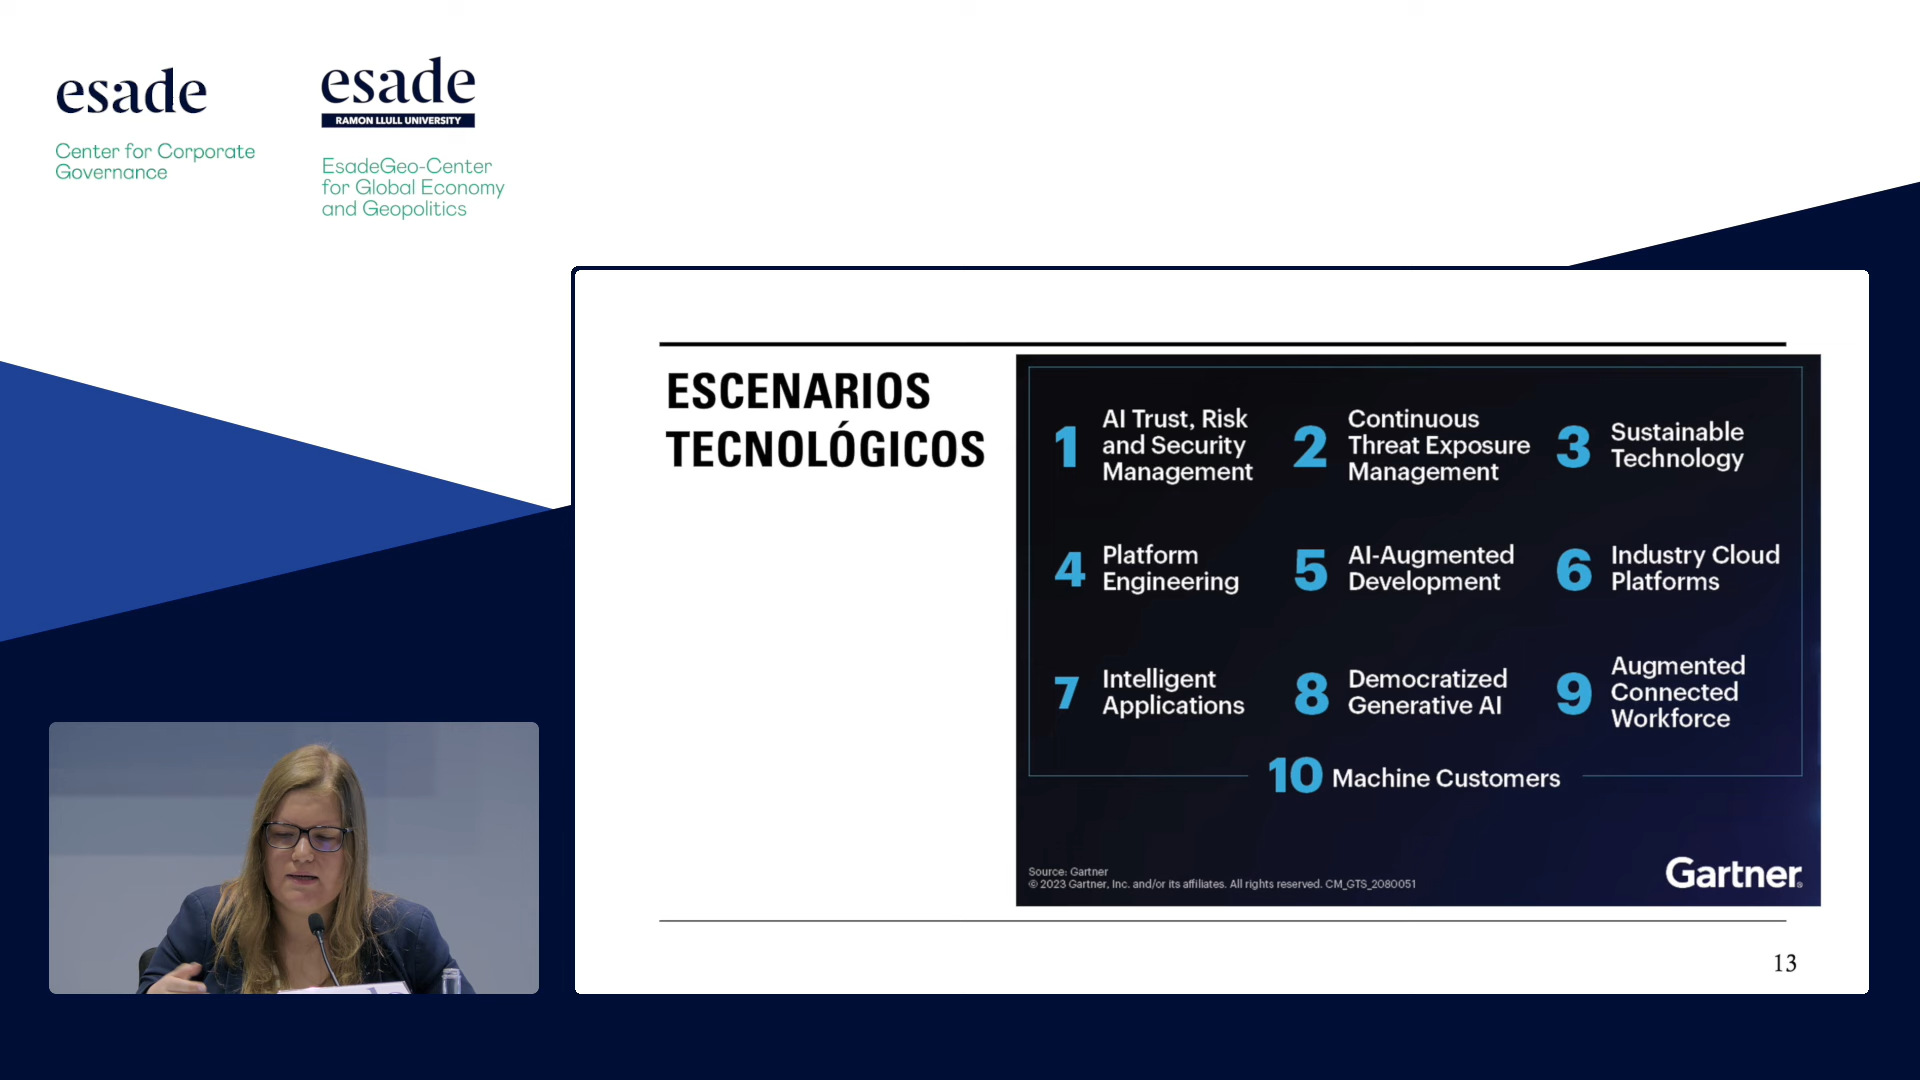 esade
Center for Corporate
Governance
esade
RAMON LLULL UNIVERSITY
EsadeGeo-Center
for Global Economy
and Geopolitics
ESCENARIOS
TECNOLÓGICOS
1 AI Trust, Risk
and Security
Management
2 Continuous
Threat Exposure
Management
3 Sustainable
Technology
4 Platform
Engineering
5 AI-Augmented
Development
6 Industry Cloud
Platforms
7 Intelligent
Applications
8 Democratized
Generative AI
9 Augmented
Connected
Workforce
10 Machine Customers
Source: Gartner
© 2023 Gartner, Inc. and/or its affiliates. All rights reserved. CM_GTS_2080051
Gartner®
13